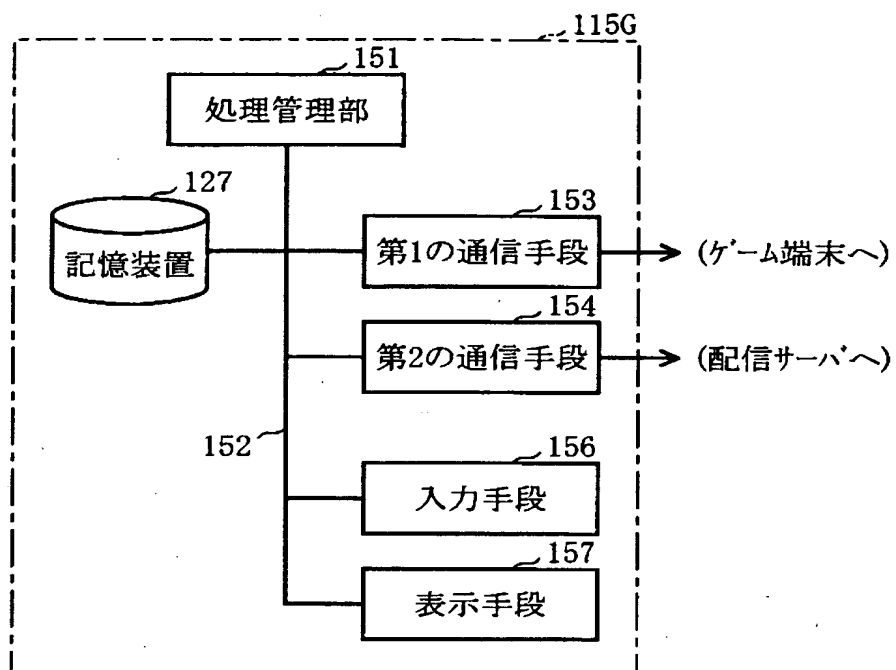 115G
151
処理管理部
127
記憶装置
153
第1の通信手段
(ゲーム端末へ)
154
第2の通信手段
(配信サーバへ)
152
156
入力手段
157
表示手段